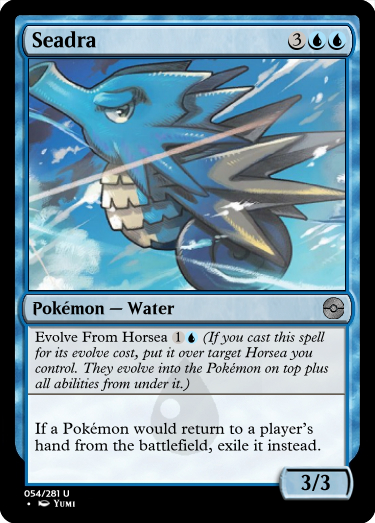 Seadra 3
Pokémon — Water
Evolve From Horsea 1 (If you cast this spell
for its evolve cost, put it over target Horsea you
control. They evolve into the Pokémon on top plus
all abilities from under it.)
If a Pokémon would return to a player's
hand from the battlefield, exile it instead.
3/3
054/281 U
• Yumi